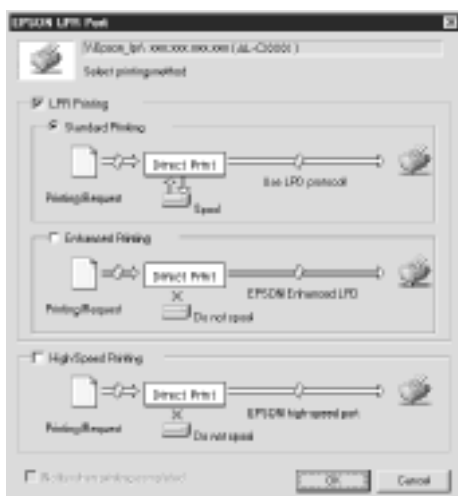 EPSON LPR Port
\\Epson_lpr\ xxx.xxx.xxx.xxx (AL-C3000)
Select printing method
LPR Printing
Standard Printing
Direct Print
Use LPD protocol
Printing Request
Spool
Enhanced Printing
Direct Print
EPSON Enhanced LPD
Printing Request
Do not spool
High Speed Printing
Direct Print
EPSON high-speed port
Printing Request
Do not spool
OK
Cancel